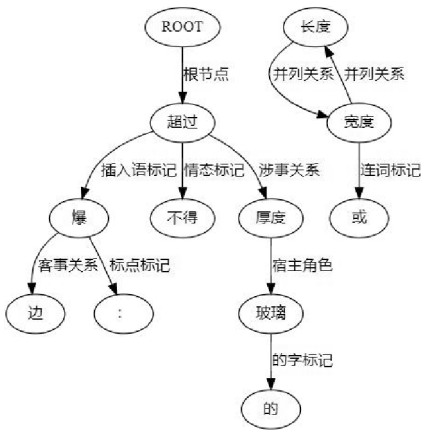 ROOT 长度
根节点 并列关系 并列关系
超过 宽度
插入语标记 情态标记 涉事关系 连词标记
爆 不得 厚度 或
客事关系 标点标记 宿主角色
边 : 玻璃
的字标记
的